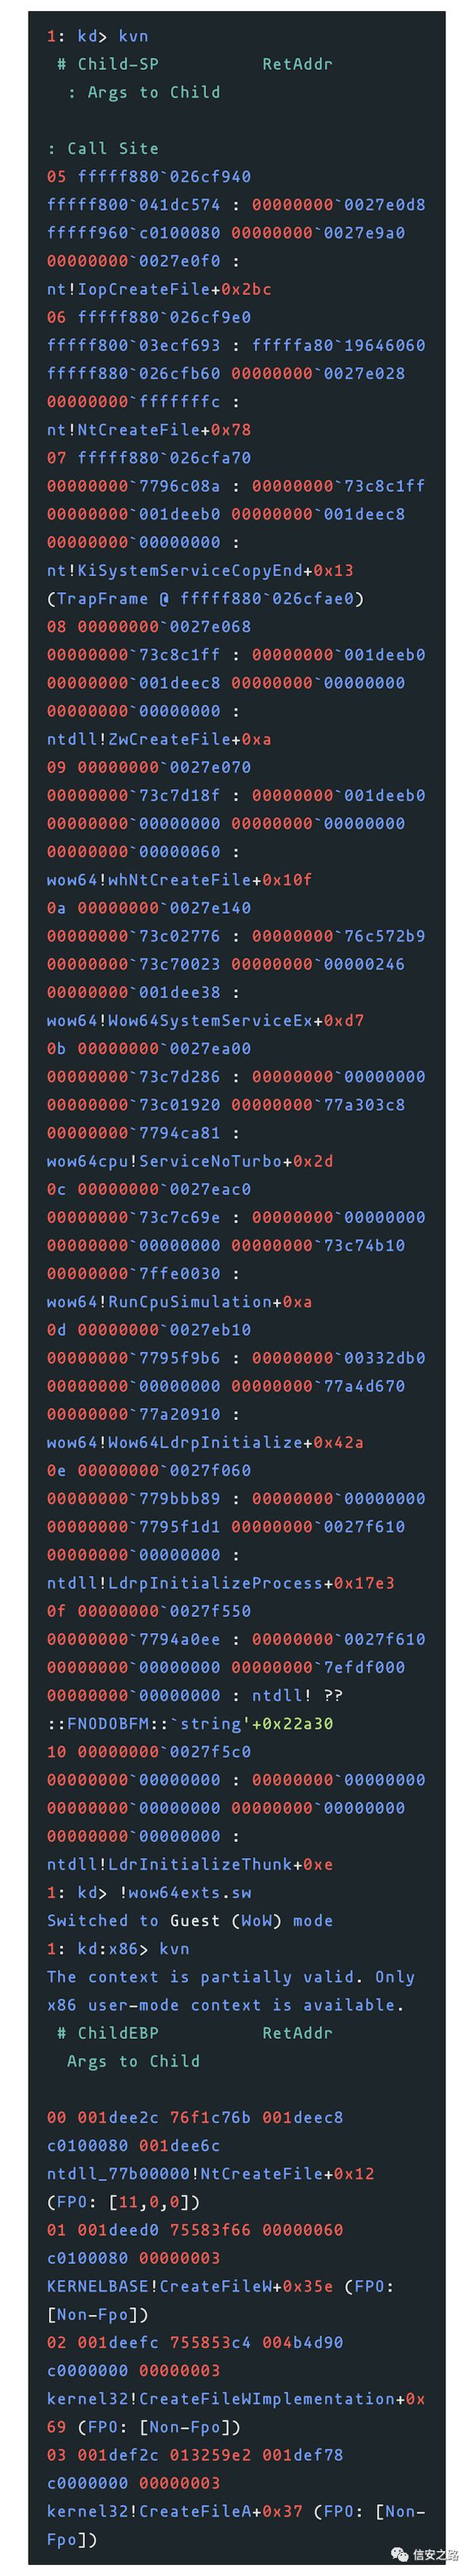 1: kd> kvn
# Child-SP RetAddr
: Args to Child
: Call Site
05 fffff880`026cf940
fffff800`041dc574 : 00000000`0027e0d8
fffff960`c0100080 00000000`0027e9a0
00000000`0027e0f0 :
nt!IopCreateFile+0x2bc
06 fffff880`026cf9e0
fffff800`03ecf693 : fffffa80`19646060
fffff880`026cfb60 00000000`0027e028
00000000`fffffffc :
nt!NtCreateFile+0x78
07 fffff880`026cfa70
00000000`7796c08a : 00000000`73c8c1ff
00000000`001deeb0 00000000`001deec8
00000000`00000000 :
nt!KiSystemServiceCopyEnd+0x13
(TrapFrame @ fffff880`026cfae0)
08 00000000`0027e068
00000000`73c8c1ff : 00000000`001deeb0
00000000`001deec8 00000000`00000000
00000000`00000000 :
ntdll!ZwCreateFile+0xa
09 00000000`0027e070
00000000`73c7d18f : 00000000`001deeb0
00000000`00000000 00000000`00000000
00000000`00000060 :
wow64!whNtCreateFile+0x10f
0a 00000000`0027e140
00000000`73c02776 : 00000000`76c572b9
00000000`73c70023 00000000`00000246
00000000`001dee38 :
wow64!Wow64SystemServiceEx+0xd7
0b 00000000`0027ea00
00000000`73c7d286 : 00000000`00000000
00000000`73c01920 00000000`77a303c8
00000000`7794ca81 :
wow64cpu!ServiceNoTurbo+0x2d
0c 00000000`0027eac0
00000000`73c7c69e : 00000000`00000000
00000000`00000000 00000000`73c74b10
00000000`7ffe0030 :
wow64!RunCpuSimulation+0xa
0d 00000000`0027eb10
00000000`7795f9b6 : 00000000`00332db0
00000000`00000000 00000000`77a4d670
00000000`77a20910 :
wow64!Wow64LdrpInitialize+0x42a
0e 00000000`0027f060
00000000`779bbb89 : 00000000`00000000
00000000`7795f1d1 00000000`0027f610
00000000`00000000 :
ntdll!LdrpInitializeProcess+0x17e3
0f 00000000`0027f550
00000000`7794a0ee : 00000000`0027f610
00000000`00000000 00000000`7efdf000
00000000`00000000 : ntdll! ??
::FNODOBFM::`string'+0x22a30
10 00000000`0027f5c0
00000000`00000000 : 00000000`00000000
00000000`00000000 00000000`00000000
00000000`00000000 :
ntdll!LdrInitializeThunk+0xe
1: kd> !wow64exts.sw
Switched to Guest (WoW) mode
1: kd:x86> kvn
The context is partially valid. Only
x86 user-mode context is available.
# ChildEBP RetAddr
Args to Child
00 001dee2c 76f1c76b 001deec8
c0100080 001dee6c
ntdll_77b00000!NtCreateFile+0x12
(FPO: [11,0,0])
01 001deed0 75583f66 00000060
c0100080 00000003
KERNELBASE!CreateFileW+0x35e (FPO:
[Non-Fpo])
02 001deefc 755853c4 004b4d90
c0000000 00000003
kernel32!CreateFileWImplementation+0x
69 (FPO: [Non-Fpo])
03 001def2c 013259e2 001def78
c0000000 00000003
kernel32!CreateFileA+0x37 (FPO: [Non-
Fpo])
信安之路